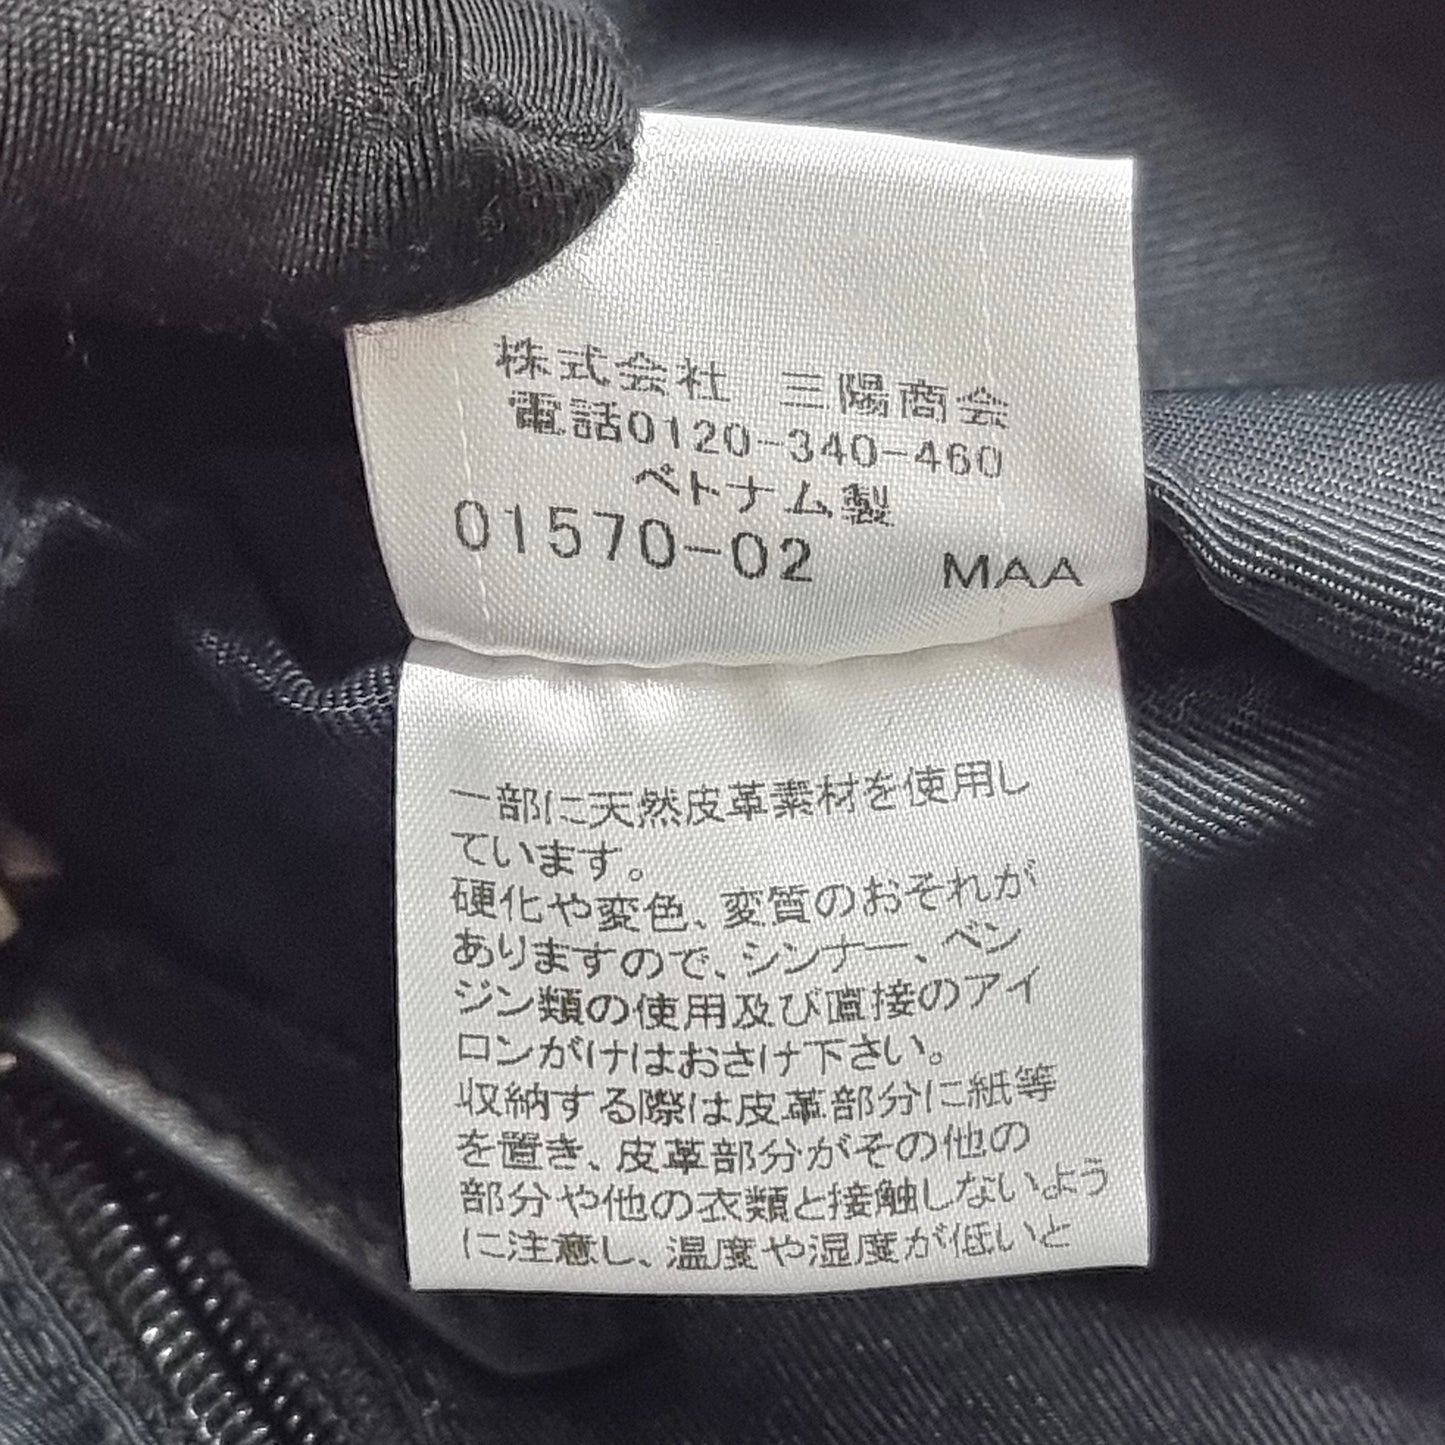 株式会社 三陽商会
電話0120-340-460
ベトナム製
01570-02 MAA
一部に天然皮革素材を使用し
ています。
硬化や変色、変質のおそれが
ありますので、シンナー、ベン
ジン類の使用及び直接のアイ
ロンがけはおさけ下さい。
収納する際は皮革部分に紙等
を置き、皮革部分がその他の
部分や他の衣類と接触しないよう
に注意し、温度や湿度が低いと